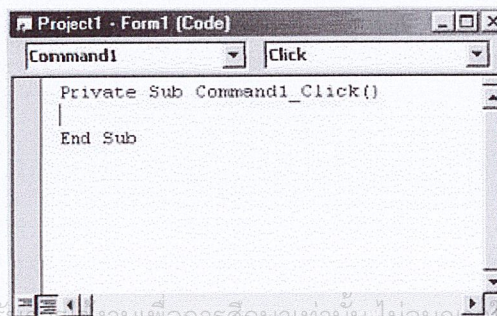 Project1 - Form1 (Code)
Command1 Click
Private Sub Command1_Click()
End Sub